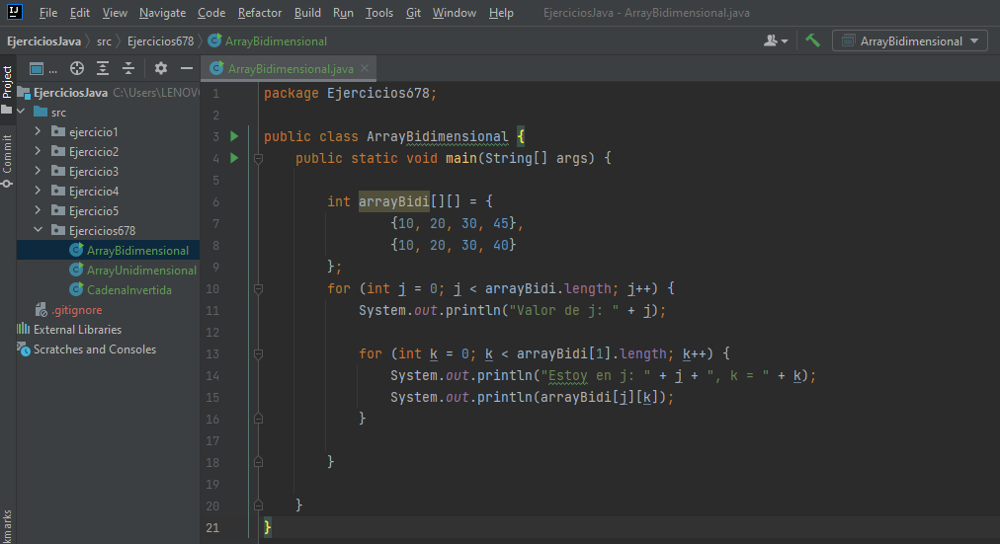 IJ File Edit View Navigate Code Refactor Build Run Tools Git Window Help EjerciciosJava - ArrayBidimensional.java
EjerciciosJava src Ejercicios678 ArrayBidimensional ArrayBidimensional
Project
Commit
... ArrayBidimensional.java
EjerciciosJava C:\Users\LENOVO
src
ejercicio1
Ejercicio2
Ejercicio3
Ejercicio4
Ejercicio5
Ejercicios678
ArrayBidimensional
ArrayUnidimensional
CadenaInvertida
.gitignore
External Libraries
Scratches and Consoles
1 package Ejercicios678;
2
3 public class ArrayBidimensional {
4     public static void main(String[] args) {
5
6         int arrayBidi[][] = {
7                 {10, 20, 30, 45},
8                 {10, 20, 30, 40}
9         };
10         for (int j = 0; j < arrayBidi.length; j++) {
11             System.out.println("Valor de j: " + j);
12
13             for (int k = 0; k < arrayBidi[1].length; k++) {
14                 System.out.println("Estoy en j: " + j + ", k = " + k);
15                 System.out.println(arrayBidi[j][k]);
16             }
17
18         }
19
20     }
21 }